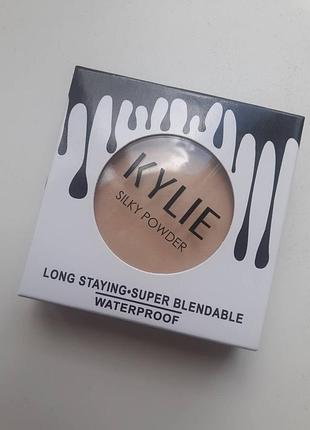 KYLIE
SILKY POWDER
LONG STAYING•SUPER BLENDABLE
WATERPROOF